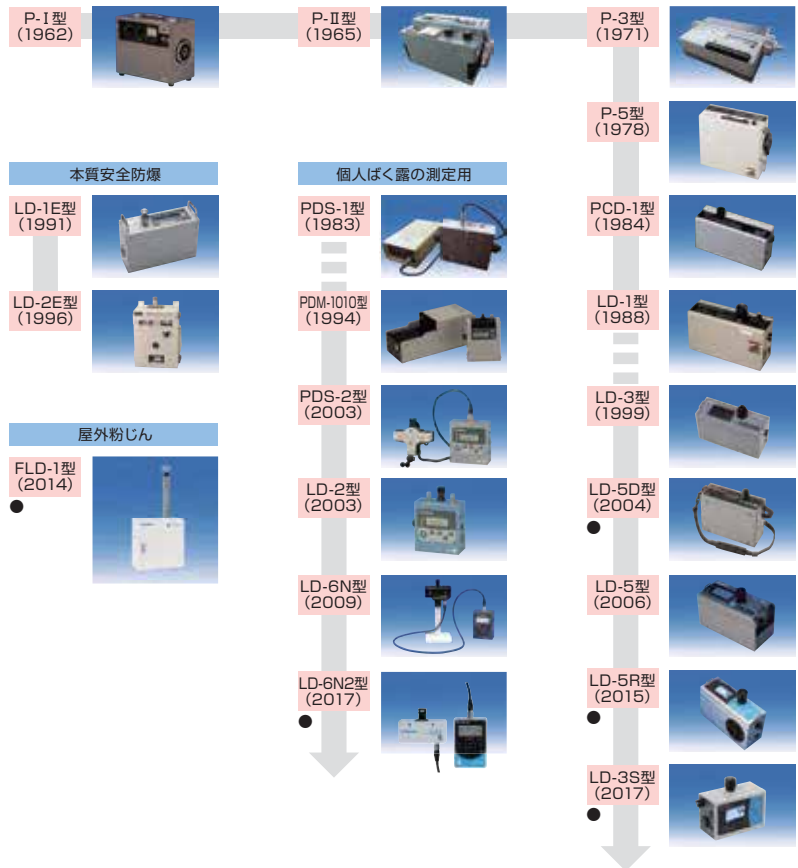 P-Ⅰ型
(1962)
P-Ⅱ型
(1965)
P-3型
(1971)
P-5型
(1978)
本質安全防爆
LD-1E型
(1991)
LD-2E型
(1996)
屋外粉じん
FLD-1型
(2014)
●
個人ばく露の測定用
PDS-1型
(1983)
PDM-1010型
(1994)
PDS-2型
(2003)
LD-2型
(2003)
LD-6N型
(2009)
LD-6N2型
(2017)
●
PCD-1型
(1984)
LD-1型
(1988)
LD-3型
(1999)
LD-5D型
(2004)
●
LD-5型
(2006)
LD-5R型
(2015)
●
LD-3S型
(2017)
●